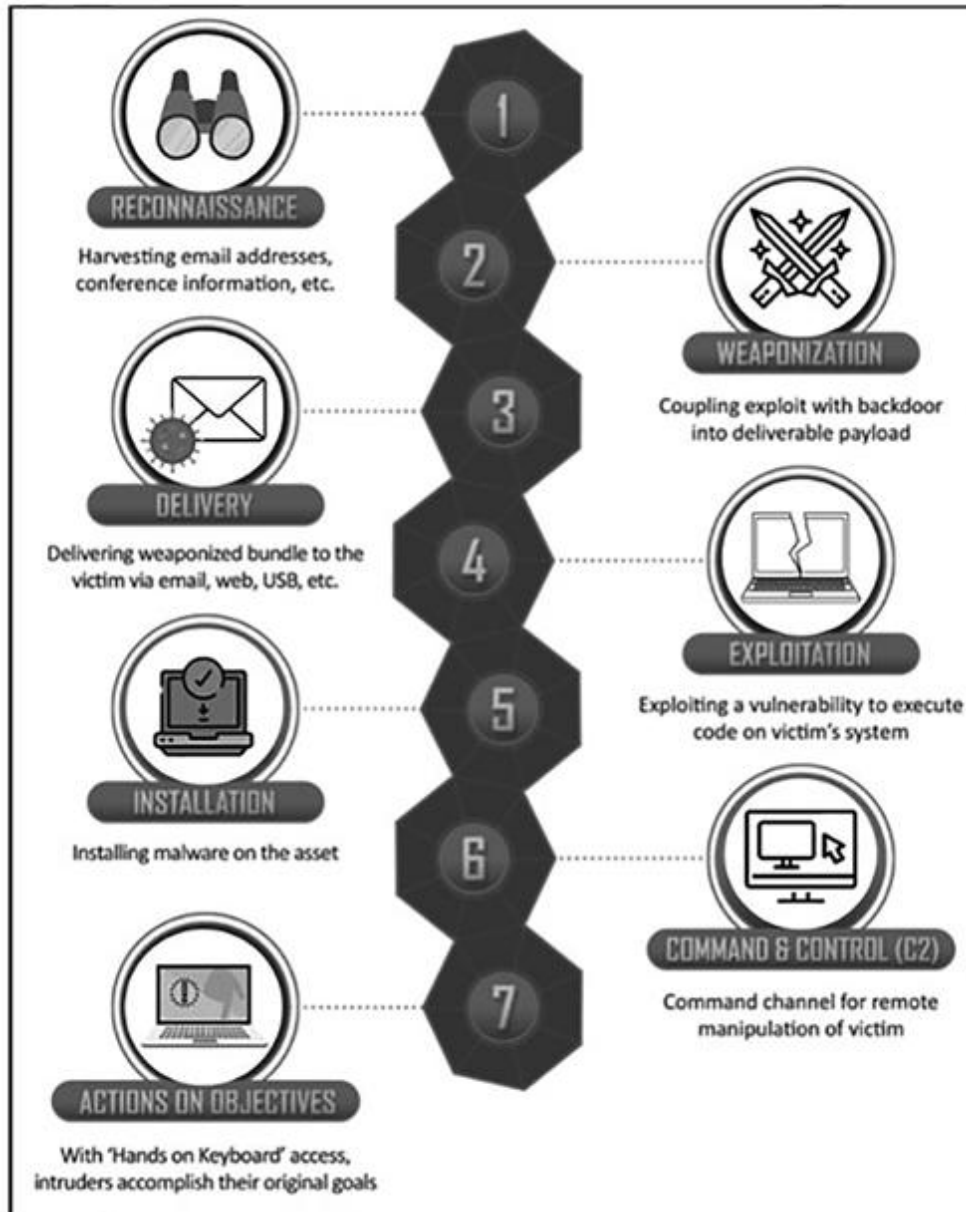 1
RECONNAISSANCE
Harvesting email addresses,
conference information, etc.
2
WEAPONIZATION
Coupling exploit with backdoor
into deliverable payload
3
DELIVERY
Delivering weaponized bundle to the
victim via email, web, USB, etc.
4
EXPLOITATION
Exploiting a vulnerability to execute
code on victim's system
5
INSTALLATION
Installing malware on the asset
6
COMMAND & CONTROL (C2)
Command channel for remote
manipulation of victim
7
ACTIONS ON OBJECTIVES
With ‘Hands on Keyboard’ access,
intruders accomplish their original goals